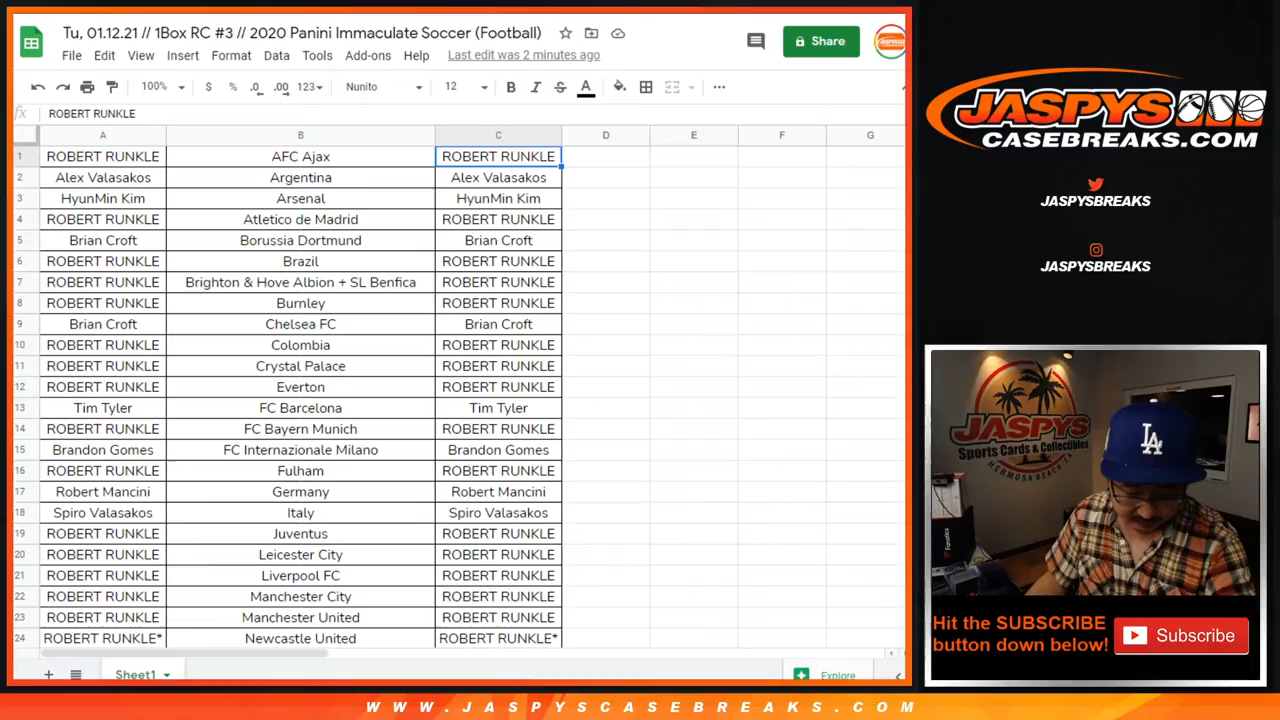 Tu, 01.12.21 // 1Box RC #3 // 2020 Panini Immaculate Soccer (Football)
File Edit View Insert Format Data Tools Add-ons Help Last edit was 2 minutes ago
Share
100% $ % .0 .00 123 Nunito 12 B I S A
fx ROBERT RUNKLE
A B C D E F G
1 ROBERT RUNKLE AFC Ajax ROBERT RUNKLE
2 Alex Valasakos Argentina Alex Valasakos
3 HyunMin Kim Arsenal HyunMin Kim
4 ROBERT RUNKLE Atletico de Madrid ROBERT RUNKLE
5 Brian Croft Borussia Dortmund Brian Croft
6 ROBERT RUNKLE Brazil ROBERT RUNKLE
7 ROBERT RUNKLE Brighton & Hove Albion + SL Benfica ROBERT RUNKLE
8 ROBERT RUNKLE Burnley ROBERT RUNKLE
9 Brian Croft Chelsea FC Brian Croft
10 ROBERT RUNKLE Colombia ROBERT RUNKLE
11 ROBERT RUNKLE Crystal Palace ROBERT RUNKLE
12 ROBERT RUNKLE Everton ROBERT RUNKLE
13 Tim Tyler FC Barcelona Tim Tyler
14 ROBERT RUNKLE FC Bayern Munich ROBERT RUNKLE
15 Brandon Gomes FC Internazionale Milano Brandon Gomes
16 ROBERT RUNKLE Fulham ROBERT RUNKLE
17 Robert Mancini Germany Robert Mancini
18 Spiro Valasakos Italy Spiro Valasakos
19 ROBERT RUNKLE Juventus ROBERT RUNKLE
20 ROBERT RUNKLE Leicester City ROBERT RUNKLE
21 ROBERT RUNKLE Liverpool FC ROBERT RUNKLE
22 ROBERT RUNKLE Manchester City ROBERT RUNKLE
23 ROBERT RUNKLE Manchester United ROBERT RUNKLE
24 ROBERT RUNKLE* Newcastle United ROBERT RUNKLE*
Sheet1
Explore
JASPYS
CASEBREAKS.COM
JASPYSBREAKS
JASPYSBREAKS
JASPYS
Sports Cards & Collectibles
HERMOSA BEACH, CA
LA
Fanatics
Hit the SUBSCRIBE
button down below!
Subscribe
WWW.JASPYSCASEBREAKS.COM